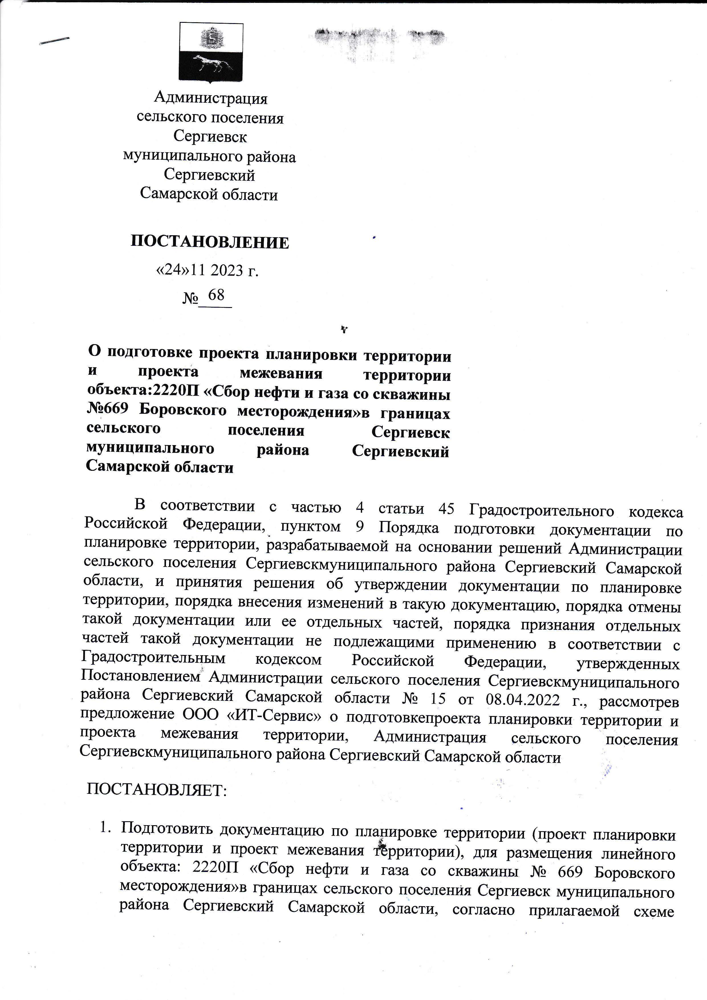 Администрация
сельского поселения
Сергиевск
муниципального района
Сергиевский
Самарской области
ПОСТАНОВЛЕНИЕ
«24»11 2023 г.
№ 68
О подготовке проекта планировки территории
и проекта межевания территории
объекта:2220П «Сбор нефти и газа со скважины
№669 Боровского месторождения»в границах
сельского поселения Сергиевск
муниципального района Сергиевский
Самарской области
В соответствии с частью 4 статьи 45 Градостроительного кодекса
Российской Федерации, пунктом 9 Порядка подготовки документации по
планировке территории, разрабатываемой на основании решений Администрации
сельского поселения Сергиевскмуниципального района Сергиевский Самарской
области, и принятия решения об утверждении документации по планировке
территории, порядка внесения изменений в такую документацию, порядка отмены
такой документации или ее отдельных частей, порядка признания отдельных
частей такой документации не подлежащими применению в соответствии с
Градостроительным кодексом Российской Федерации, утвержденных
Постановлением Администрации сельского поселения Сергиевскмуниципального
района Сергиевский Самарской области № 15 от 08.04.2022 г., рассмотрев
предложение ООО «ИТ-Сервис» о подготовкепроекта планировки территории и
проекта межевания территории, Администрация сельского поселения
Сергиевскмуниципального района Сергиевский Самарской области
ПОСТАНОВЛЯЕТ:
1. Подготовить документацию по планировке территории (проект планировки
территории и проект межевания территории), для размещения линейного
объекта: 2220П «Сбор нефти и газа со скважины № 669 Боровского
месторождения»в границах сельского поселения Сергиевск муниципального
района Сергиевский Самарской области, согласно прилагаемой схеме